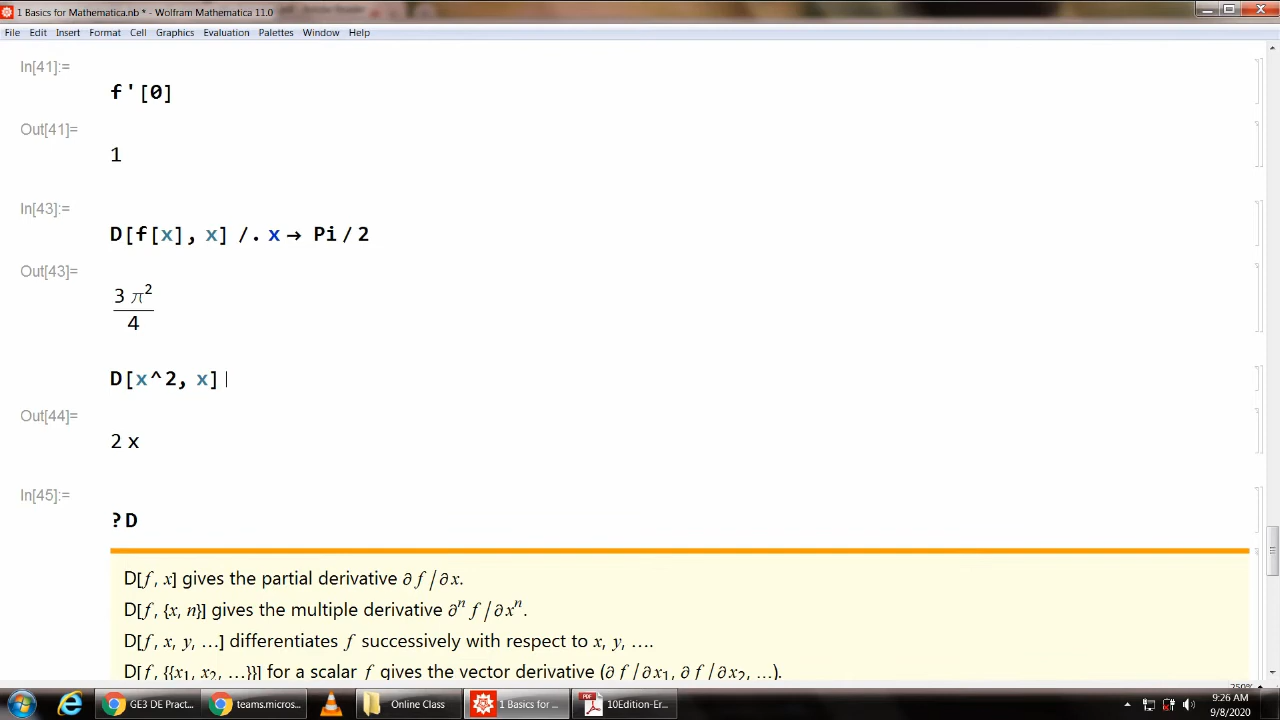 1 Basics for Mathematica.nb * - Wolfram Mathematica 11.0
File Edit Insert Format Cell Graphics Evaluation Palettes Window Help
In[41]:=
f '[0]
Out[41]=
1
In[43]:=
D[f[x], x] /. x → Pi / 2
Out[43]=
3 π²
4
D[x^2, x]
Out[44]=
2 x
In[45]:=
? D
D[f, x] gives the partial derivative ∂f/∂x.
D[f, {x, n}] gives the multiple derivative ∂ⁿf/∂xⁿ.
D[f, x, y, …] differentiates f successively with respect to x, y, ….
D[f, {{x₁, x₂, …}}] for a scalar f gives the vector derivative (∂f/∂x₁, ∂f/∂x₂, …).
GE3 DE Pract... teams.micros... Online Class 1 Basics for ... 10Edition-Er... 9:26 AM
9/8/2020